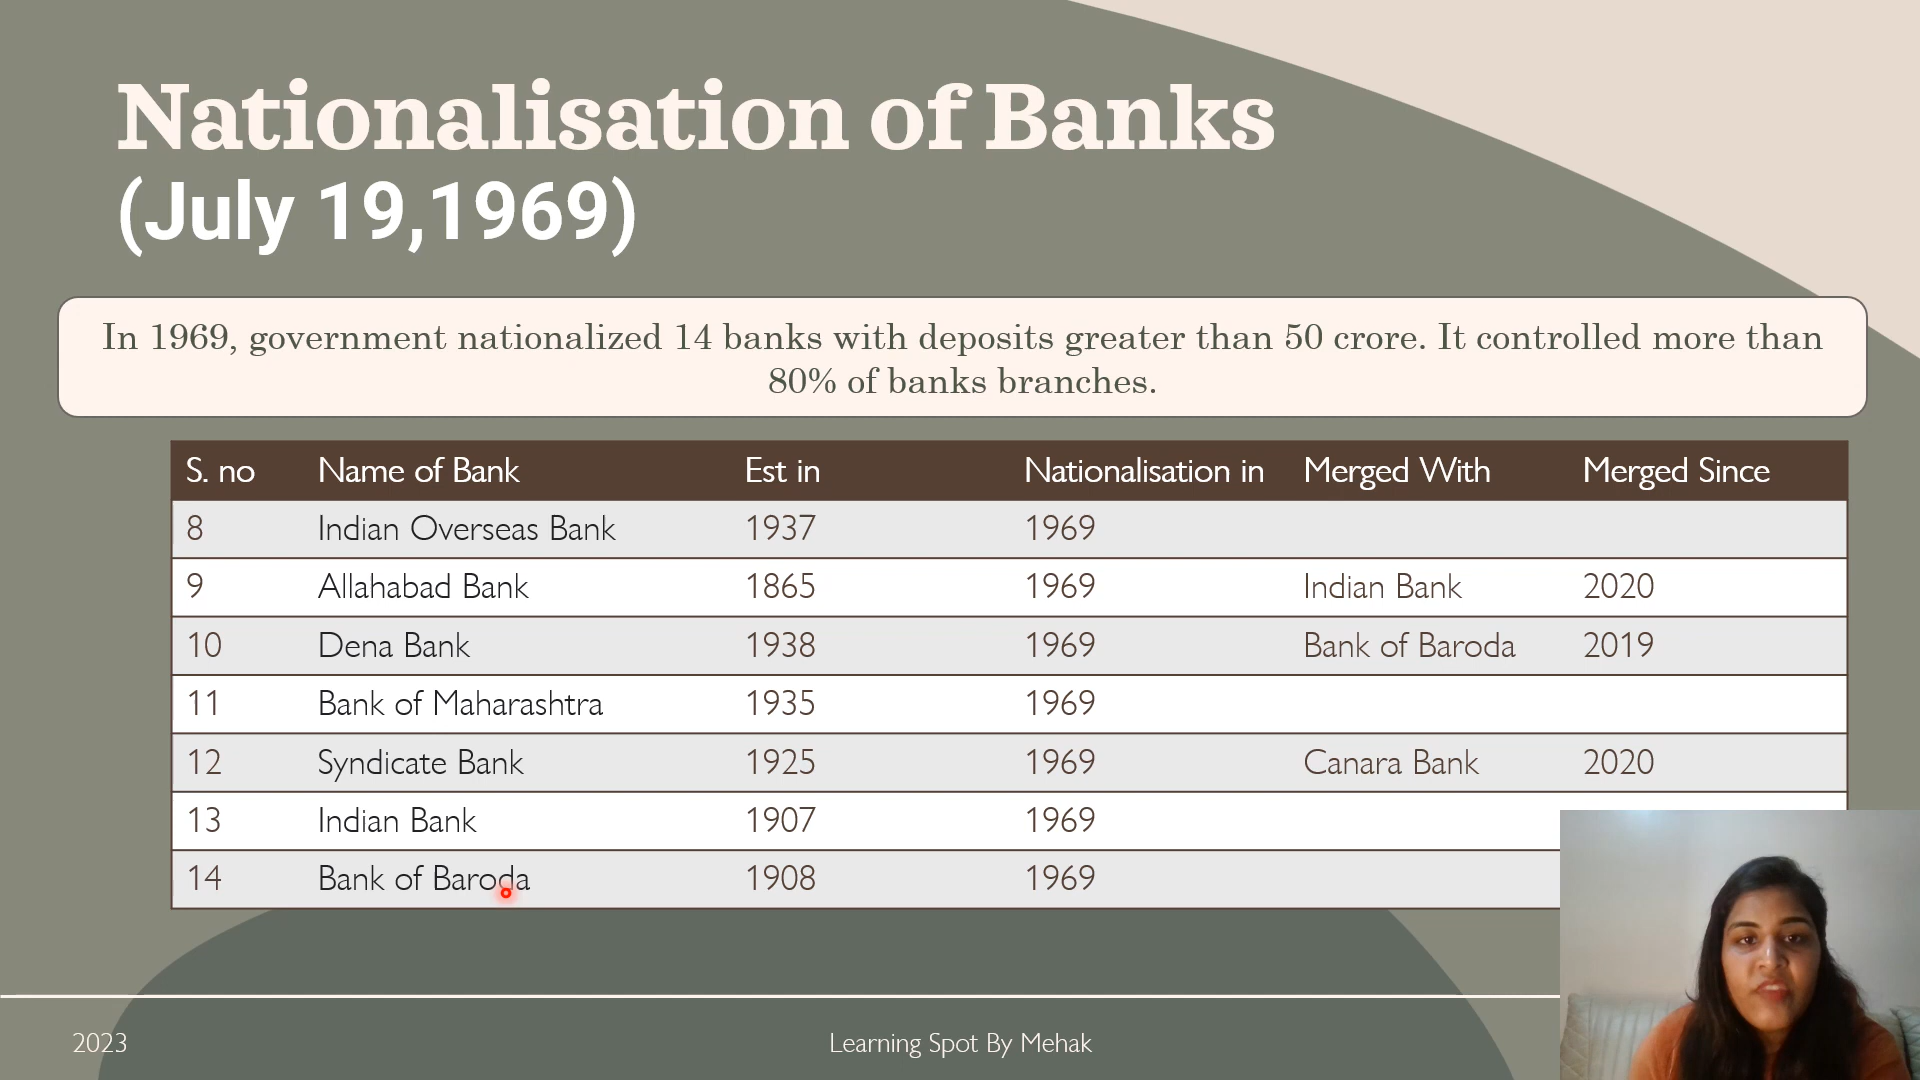 Nationalisation of Banks
(July 19,1969)
In 1969, government nationalized 14 banks with deposits greater than 50 crore. It controlled more than
80% of banks branches.
S. no Name of Bank Est in Nationalisation in Merged With Merged Since
8 Indian Overseas Bank 1937 1969
9 Allahabad Bank 1865 1969 Indian Bank 2020
10 Dena Bank 1938 1969 Bank of Baroda 2019
11 Bank of Maharashtra 1935 1969
12 Syndicate Bank 1925 1969 Canara Bank 2020
13 Indian Bank 1907 1969
14 Bank of Baroda 1908 1969
2023 Learning Spot By Mehak